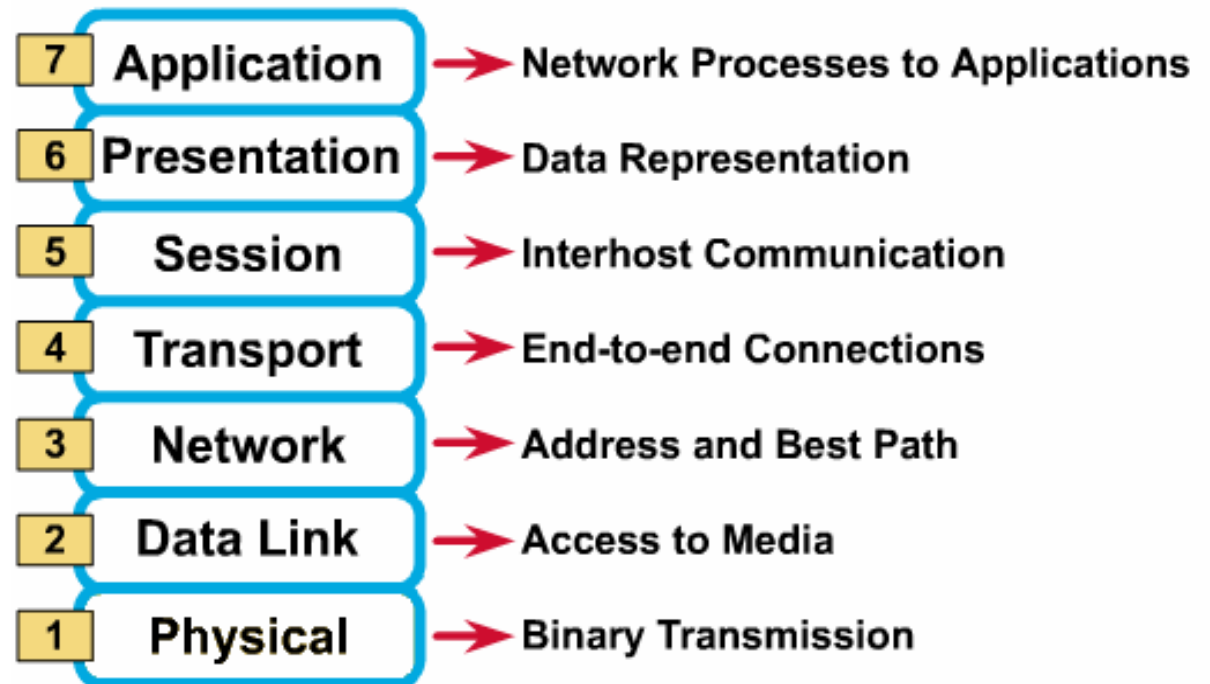 7 Application Network Processes to Applications
6 Presentation Data Representation
5 Session Interhost Communication
4 Transport End-to-end Connections
3 Network Address and Best Path
2 Data Link Access to Media
1 Physical Binary Transmission